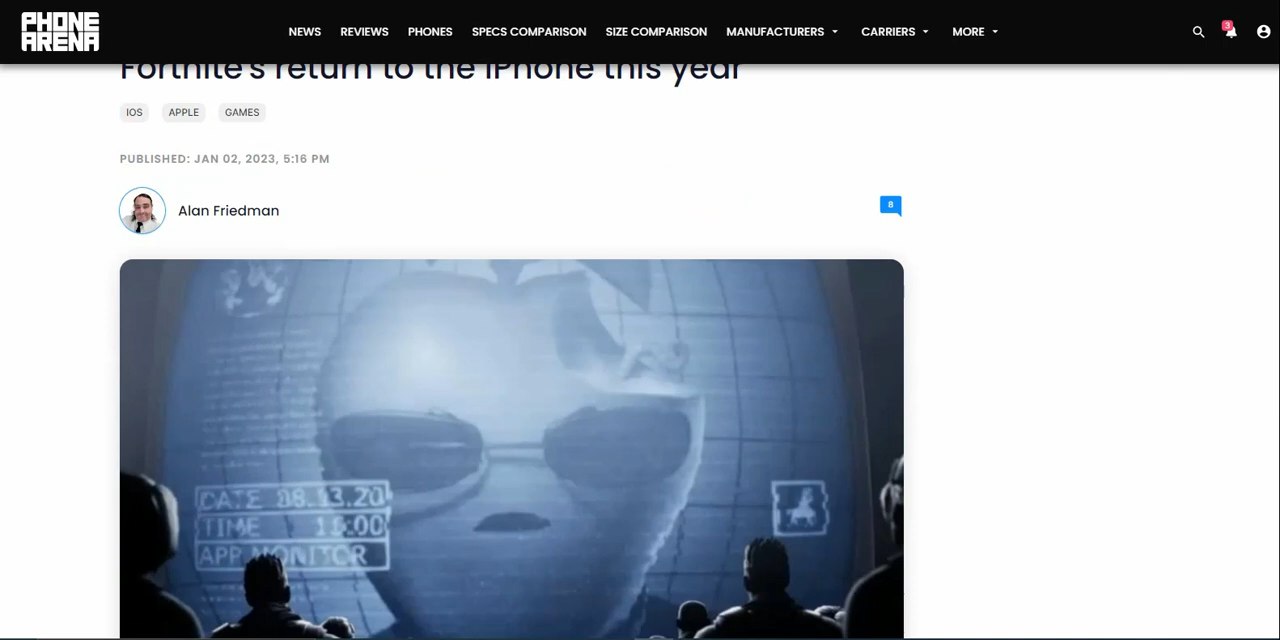 PHONE
ARENA
NEWS REVIEWS PHONES SPECS COMPARISON SIZE COMPARISON MANUFACTURERS CARRIERS MORE
3
Fortnite's return to the iPhone this year
IOS APPLE GAMES
PUBLISHED: JAN 02, 2023, 5:16 PM
Alan Friedman
8
DATE 08.13.20
TIME 11:00
APP MONITOR